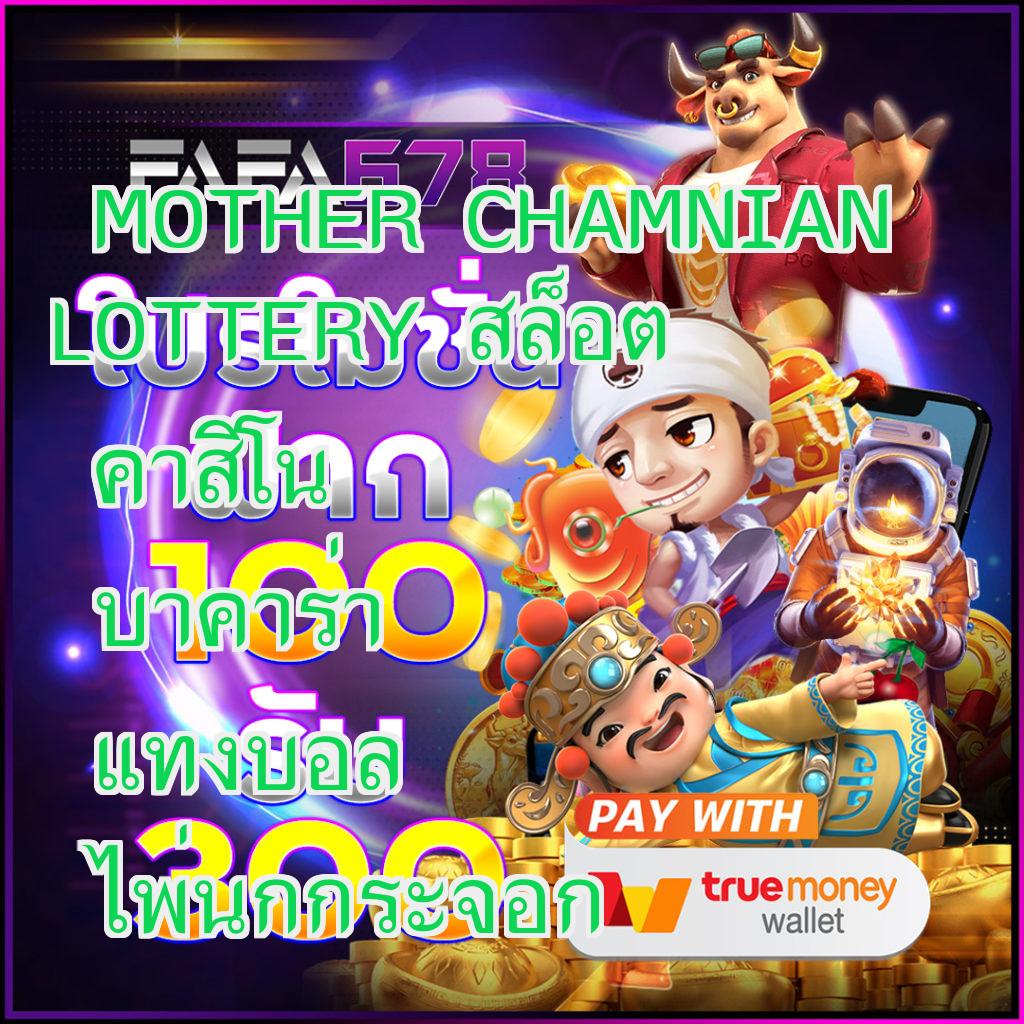 FAFA678
MOTHER CHAMNIAN
LOTTERY สล็อต
โปรโมชั่น
คาสิโน
ฝาก
บาคาร่า
100
แทงบอล
รับ
ไพ่นกกระจอก
300
PAY WITH
truemoney
wallet
PG